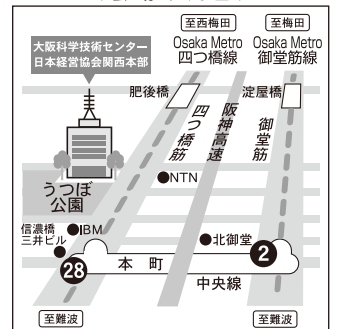 至西梅田
至梅田
大阪科学技術センター
日本経営協会関西本部
Osaka Metro
四つ橋線
Osaka Metro
御堂筋線
肥後橋
淀屋橋
四つ橋筋
阪神高速
御堂筋
NTN
うつぼ
公園
信濃橋
三井ビル
IBM
北御堂
28
本町
2
中央線
至難波
至難波